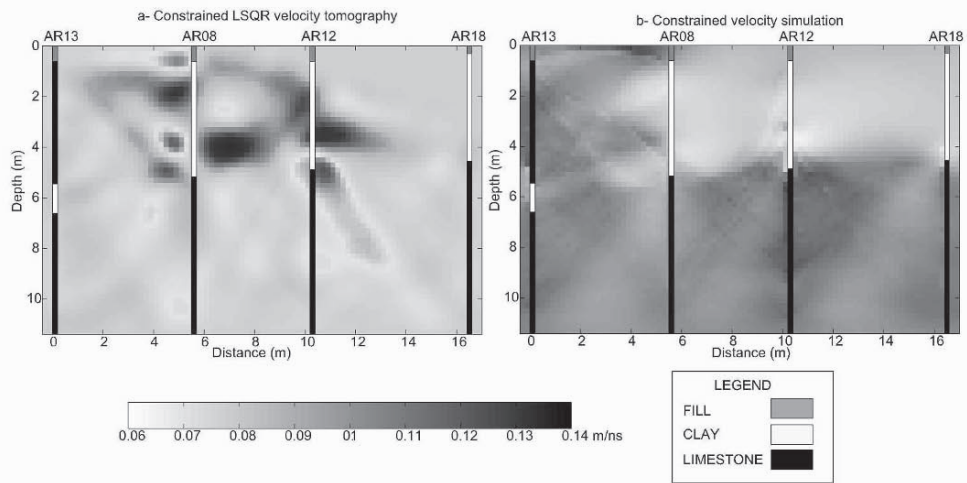 a- Constrained LSQR velocity tomography
AR13 AR08 AR12 AR18
0
2
4
6
8
10
Depth (m)
0 2 4 6 8 10 12 14 16
Distance (m)
b- Constrained velocity simulation
AR13 AR08 AR12 AR18
0
2
4
6
8
10
Depth (m)
0 2 4 6 8 10 12 14 16
Distance (m)
0.06 0.07 0.08 0.09 01 0.11 0.12 0.13 0.14 m/ns
LEGEND
FILL
CLAY
LIMESTONE